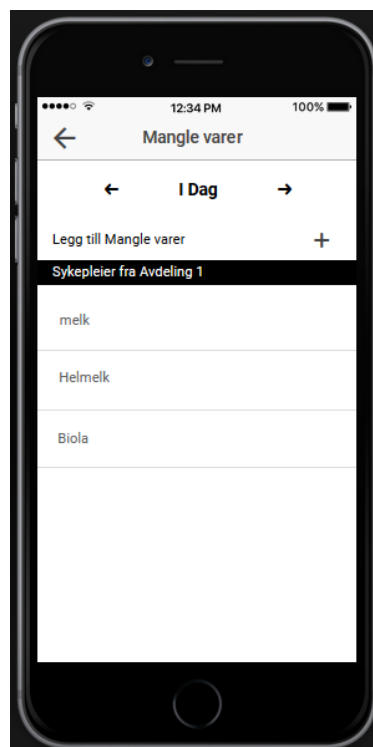 12:34 PM 100%
Mangle varer
← I Dag →
Legg till Mangle varer +
Sykepleier fra Avdeling 1
melk
Helmelk
Biola